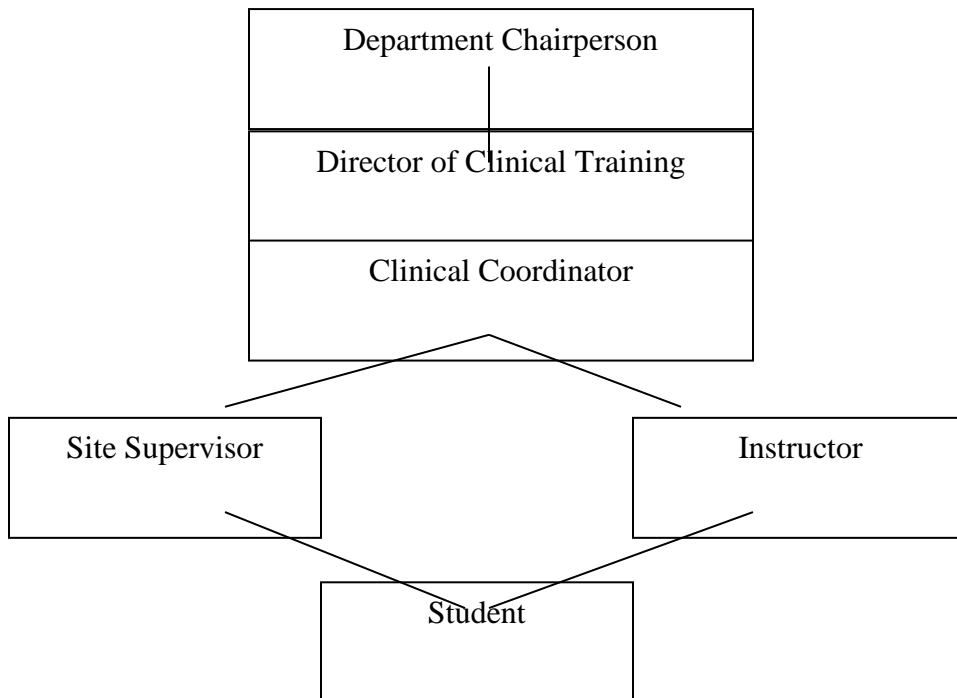 Department Chairperson
Director of Clinical Training
Clinical Coordinator
Site Supervisor
Instructor
Student